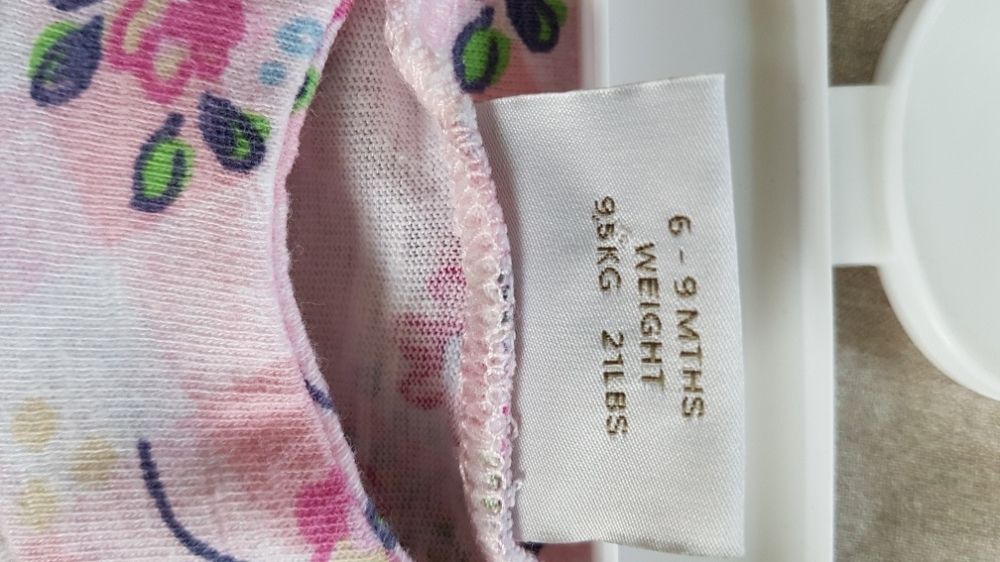 6 - 9 MTHS
WEIGHT
9.5KG 21LBS